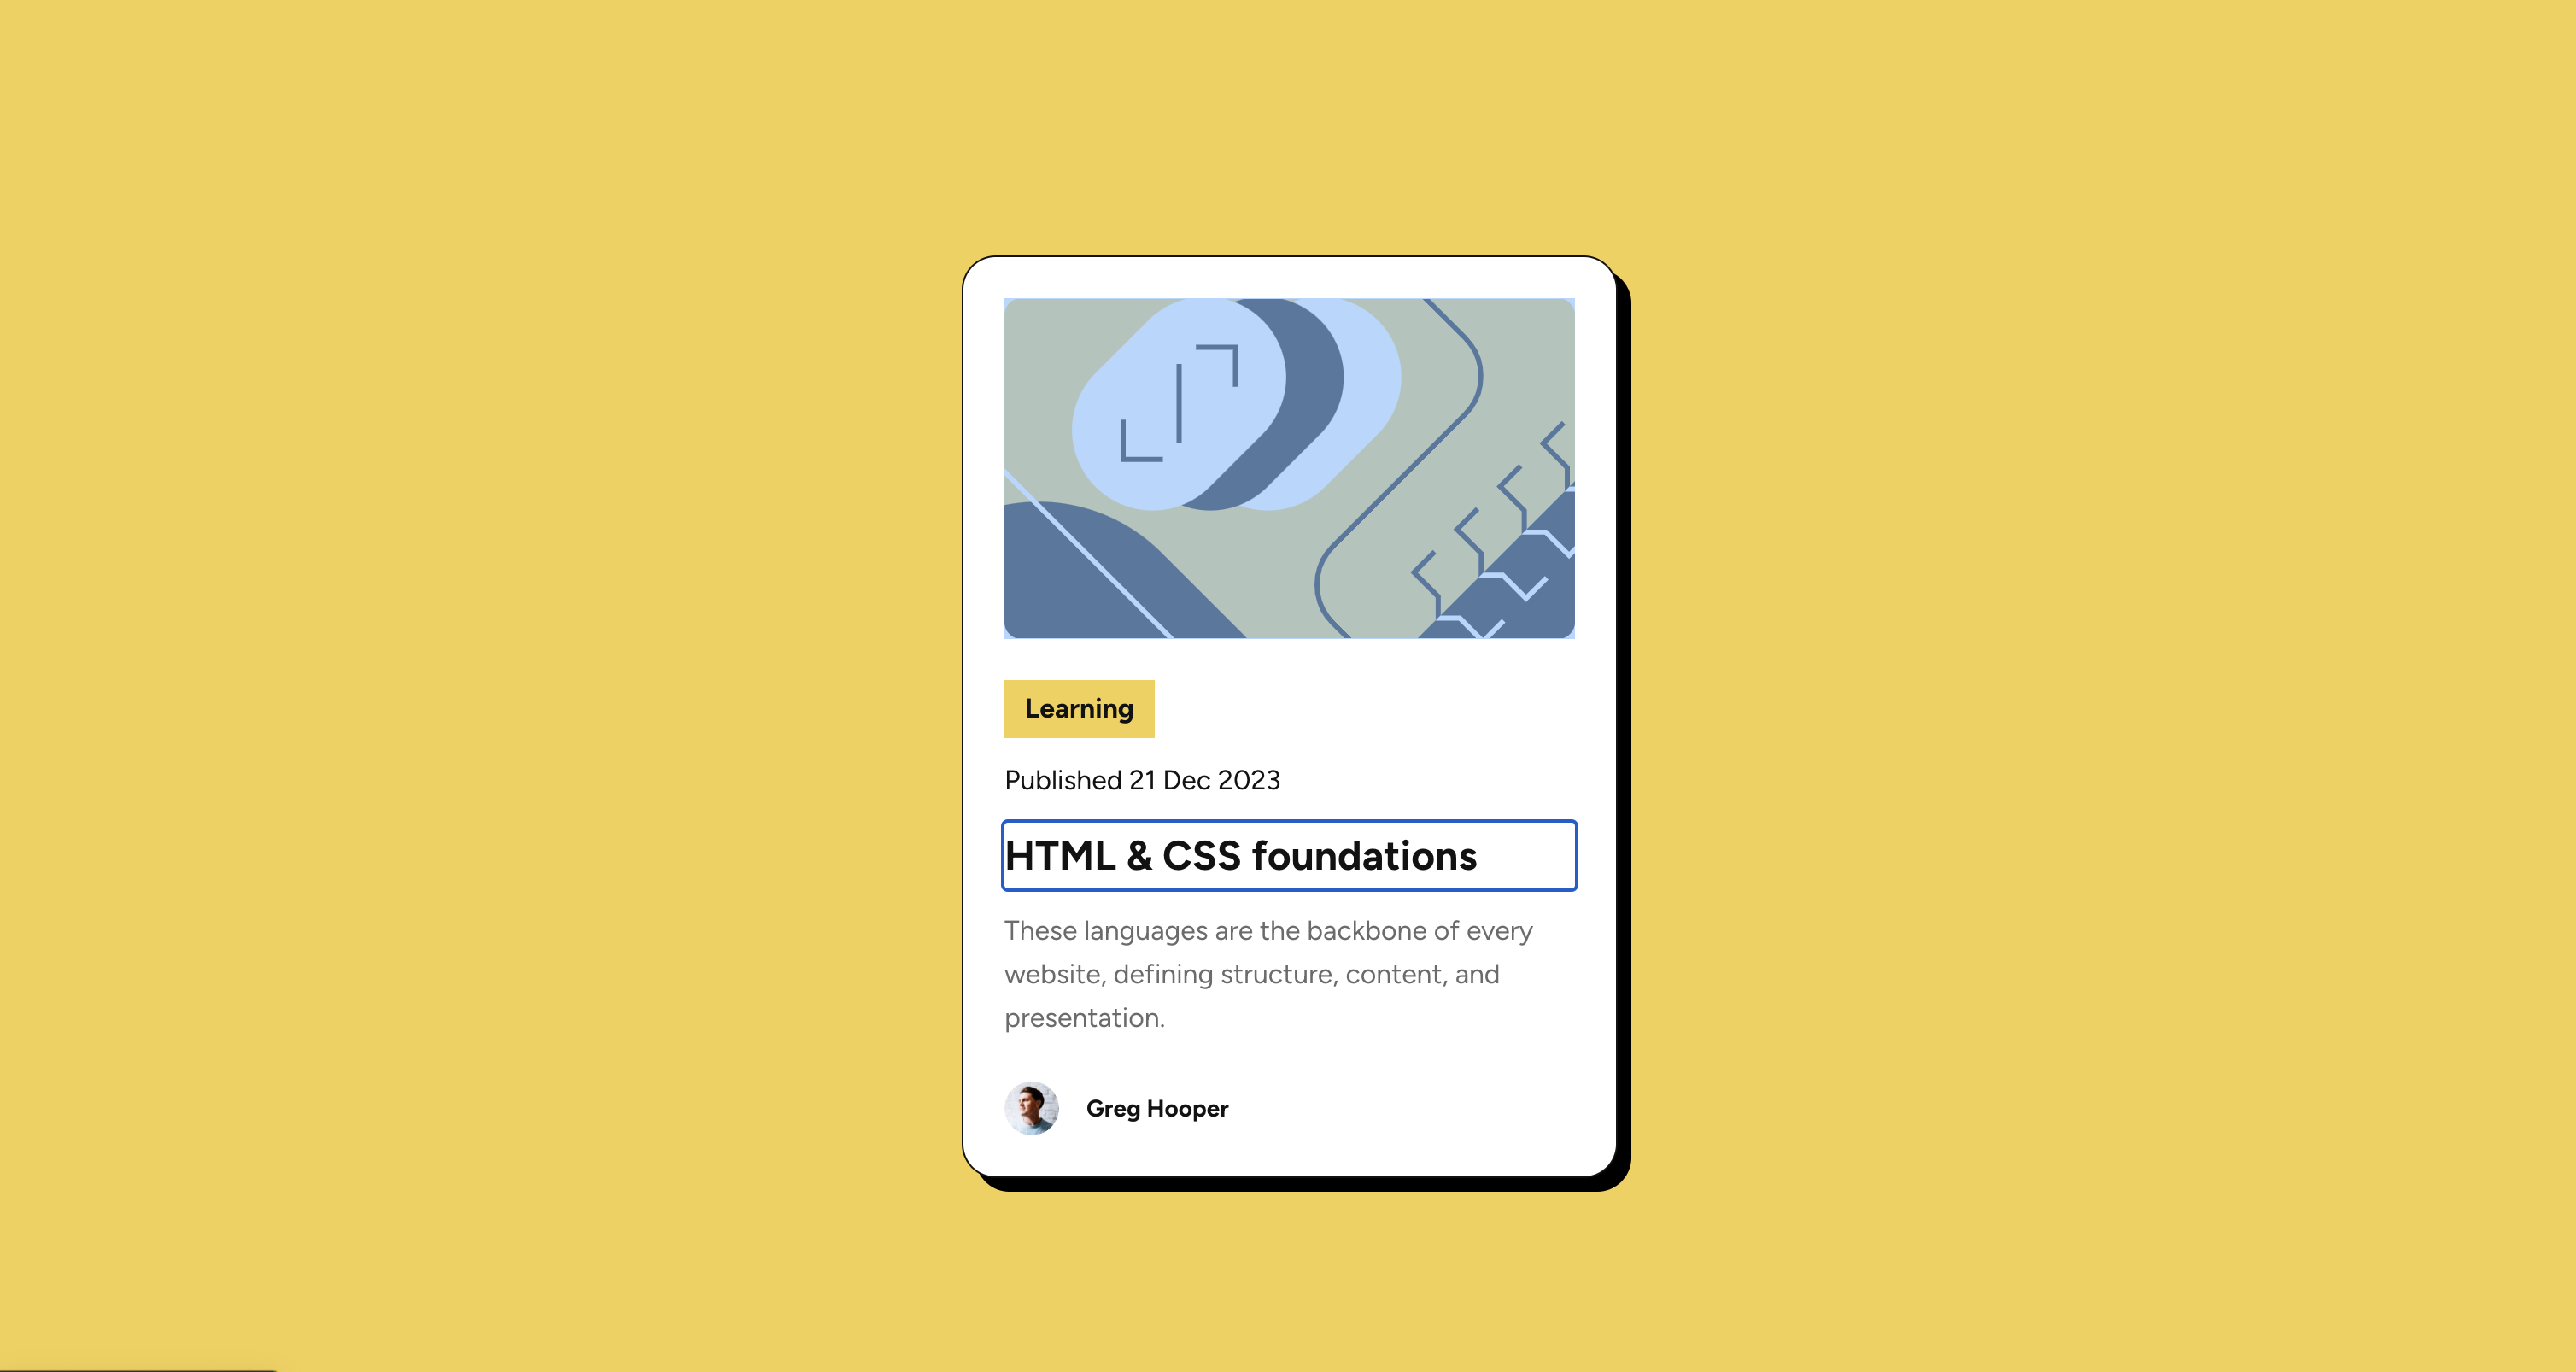 Learning
Published 21 Dec 2023
HTML & CSS foundations
These languages are the backbone of every
website, defining structure, content, and
presentation.
Greg Hooper